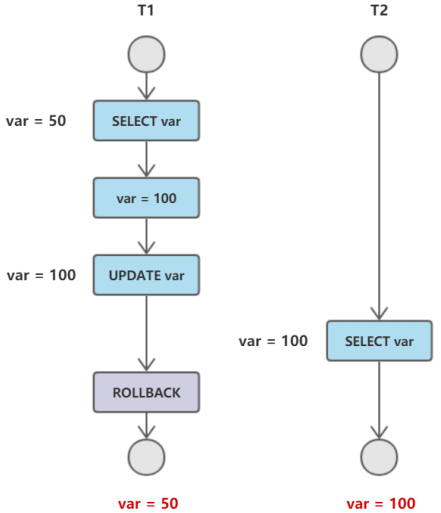 T1 T2
var = 50 SELECT var
var = 100
var = 100 UPDATE var
var = 100 SELECT var
ROLLBACK
var = 50 var = 100